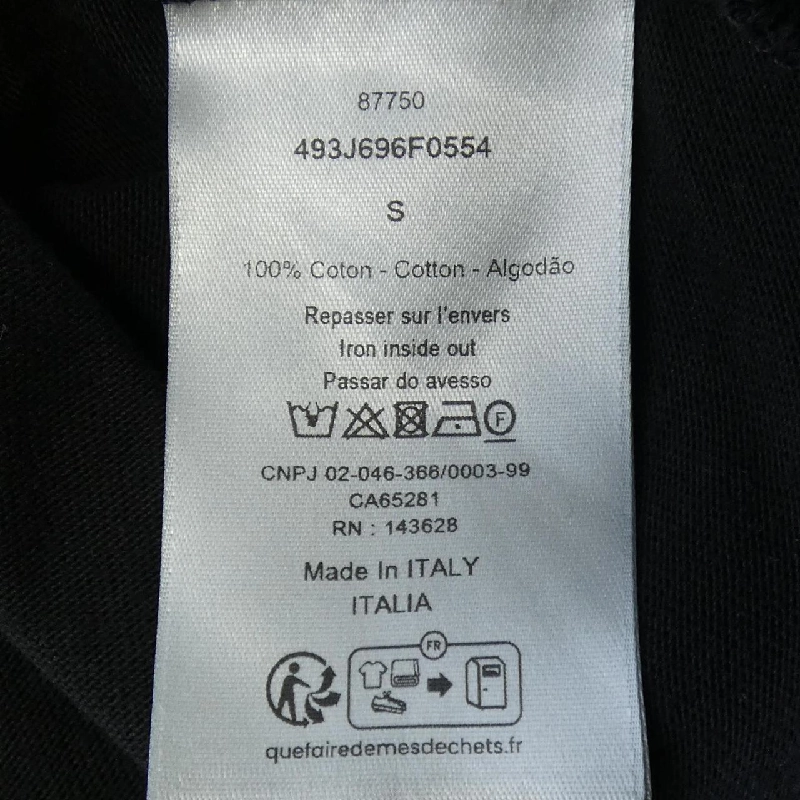 87750
493J696F0554
S
100% Coton - Cotton - Algodão
Repasser sur l'envers
Iron inside out
Passar do avesso
F
CNPJ 02-046-366/0003-99
CA65281
RN : 143628
Made In ITALY
ITALIA
FR
quefairedemesdechets.fr